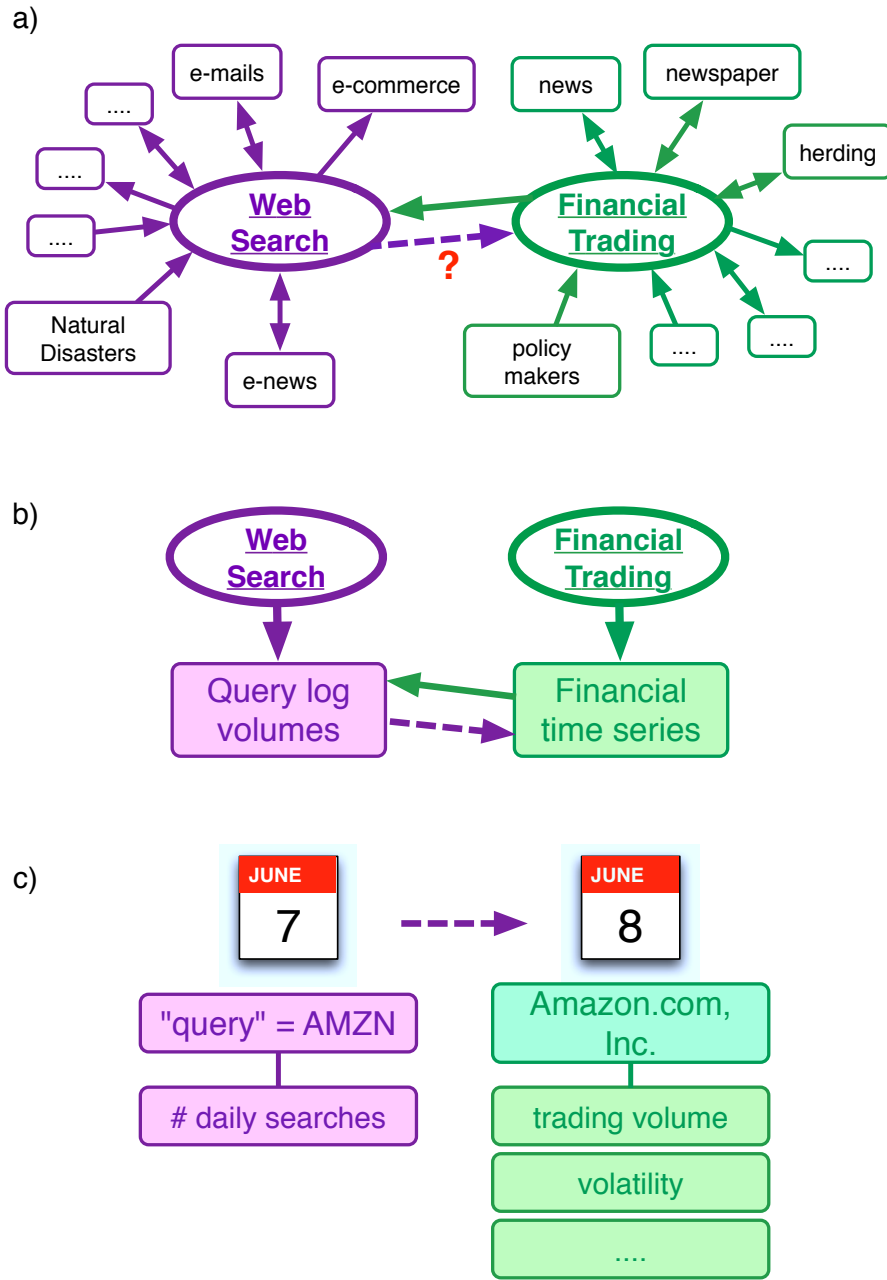 a)
e-mails
e-commerce
news
newspaper
....
....
....
herding
Web
Search
Financial
Trading
?
Natural
Disasters
e-news
policy
makers
....
....
....
b)
Web
Search
Financial
Trading
Query log
volumes
Financial
time series
c)
JUNE
7
JUNE
8
"query" = AMZN
# daily searches
Amazon.com,
Inc.
trading volume
volatility
....